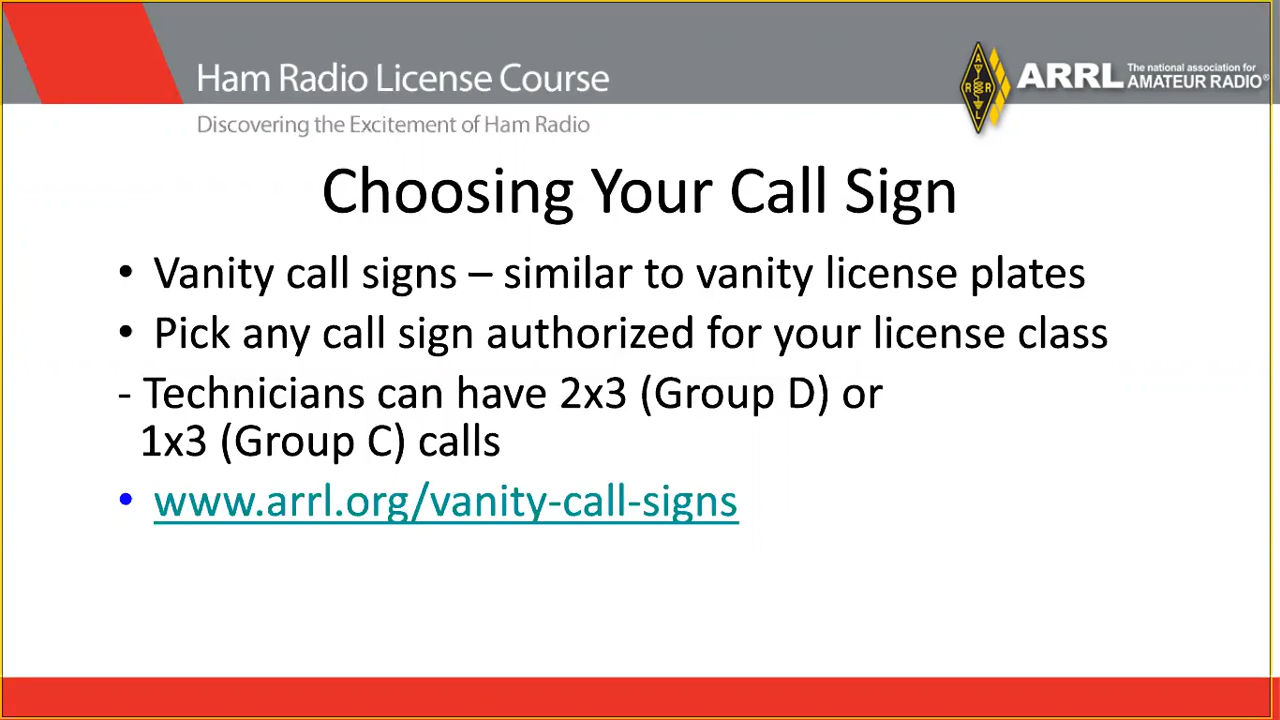 Ham Radio License Course
ARRL The national association for
AMATEUR RADIO®
Discovering the Excitement of Ham Radio
Choosing Your Call Sign
• Vanity call signs – similar to vanity license plates
• Pick any call sign authorized for your license class
- Technicians can have 2x3 (Group D) or
1x3 (Group C) calls
• www.arrl.org/vanity-call-signs